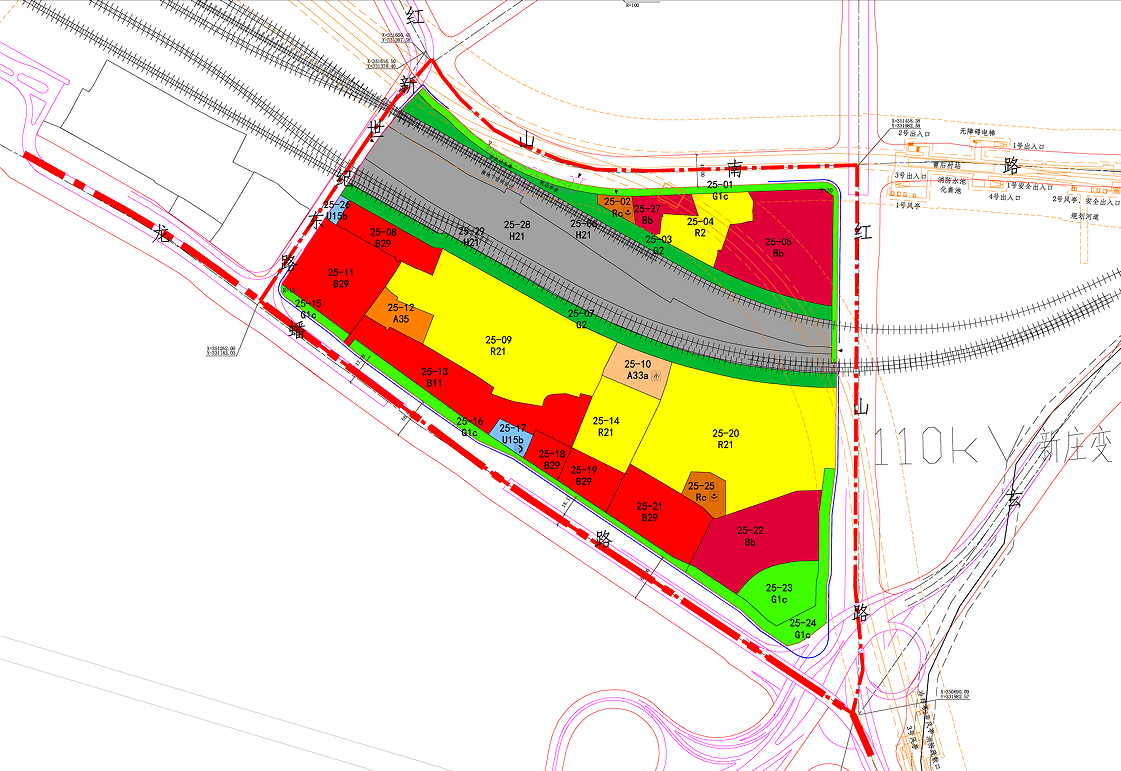 R=100
红
新
世
纪
东
路
山
南
路
2号出入口
无障碍电梯
1号出入口
3号出入口
消防水池
化粪池
1号安全出入口
4号出入口
2号风亭、安全出入口
1号风亭
规划河道
25-01
G1c
25-02
Rc
25-27
Bb
25-04
R2
25-03
G2
25-05
Bb
25-06
H21
25-28
H21
25-29
H21
25-26
U15b
25-08
B29
25-11
B29
25-15
G1c
25-12
A35
25-07
G2
25-09
R21
25-10
A33a
25-13
B11
25-14
R21
25-16
G1c
25-17
U15b
25-18
B29
25-19
B29
25-20
R21
25-25
Rc
25-21
B29
25-22
Bb
25-23
G1c
25-24
G1c
龙
蟠
路
红
山
路
110KV新庄变
玄